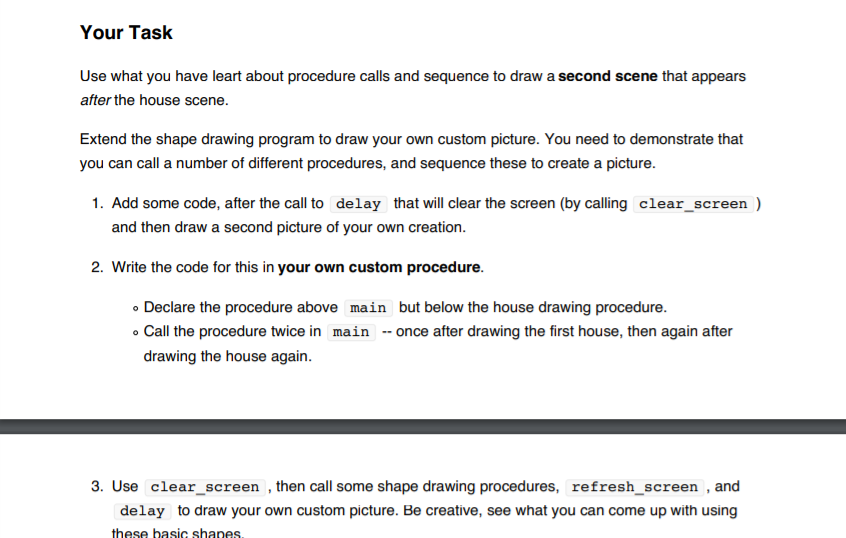 Your Task
Use what you have leart about procedure calls and sequence to draw a second scene that appears
after the house scene.
Extend the shape drawing program to draw your own custom picture. You need to demonstrate that
you can call a number of different procedures, and sequence these to create a picture.
1. Add some code, after the call to delay that will clear the screen (by calling clear_screen )
and then draw a second picture of your own creation.
2. Write the code for this in your own custom procedure.
◦ Declare the procedure above main but below the house drawing procedure.
◦ Call the procedure twice in main -- once after drawing the first house, then again after
drawing the house again.
3. Use clear_screen , then call some shape drawing procedures, refresh_screen , and
delay to draw your own custom picture. Be creative, see what you can come up with using
these basic shapes.